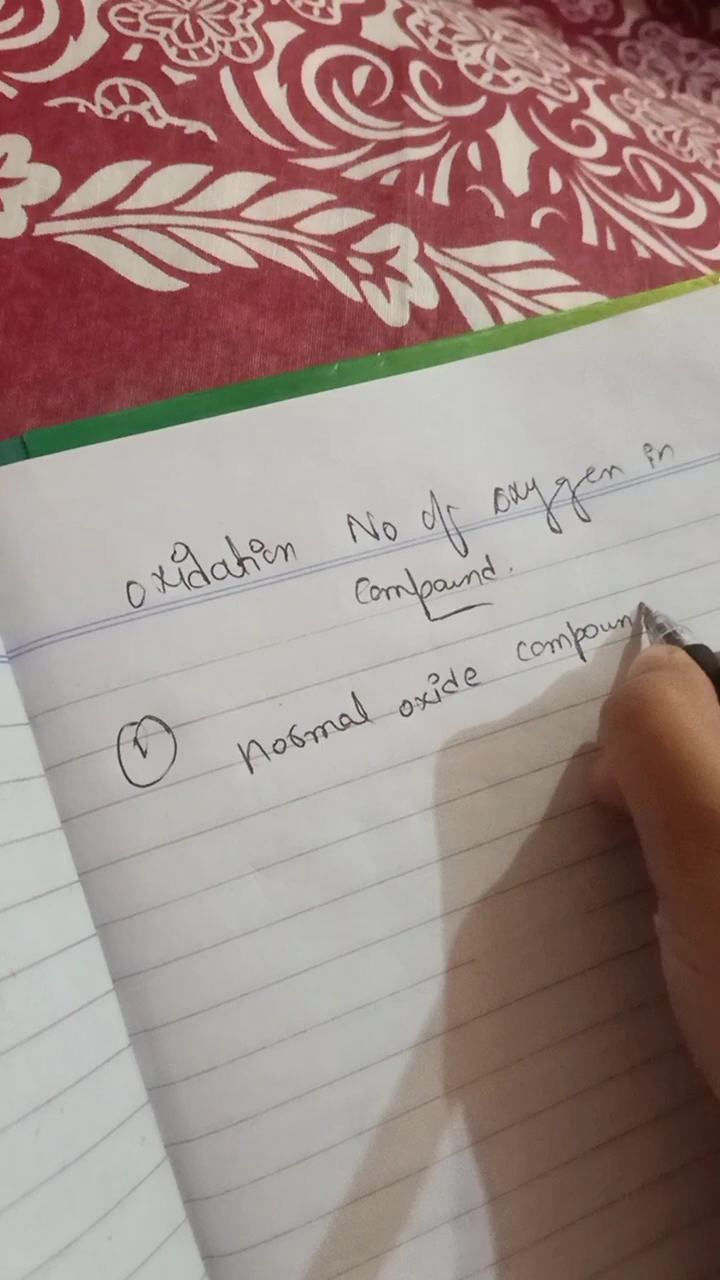 oxidation No of oxygen in
compound.
① normal oxide compoun